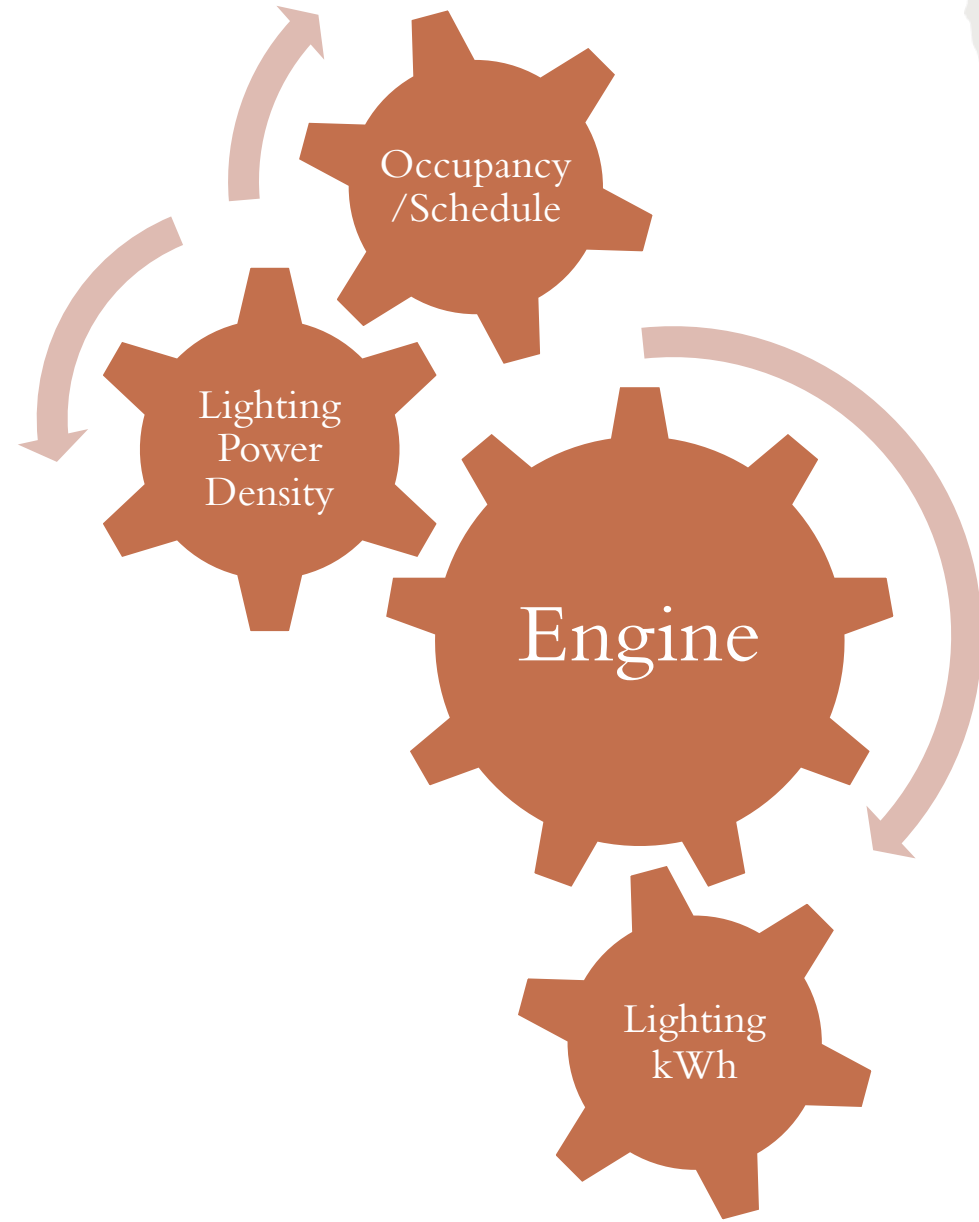 Occupancy
/Schedule
Lighting
Power
Density
Engine
Lighting
kWh